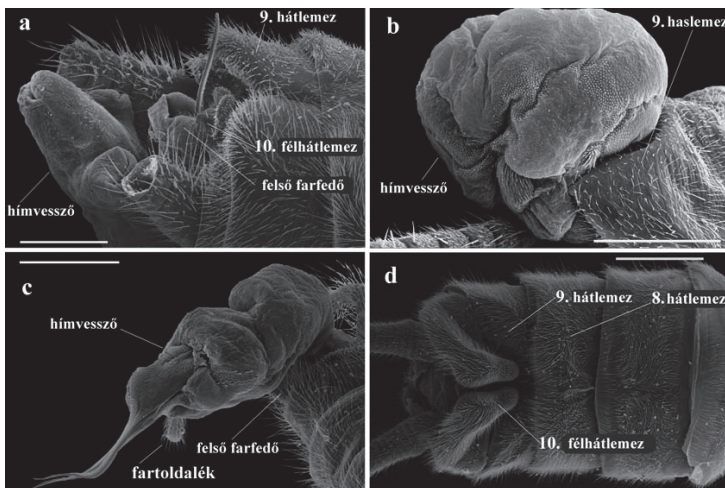 a
9. hátlemez
10. félhátlemez
felső farfedő
hímvessző
b
9. haslemez
hímvessző
c
hímvessző
felső farfedő
fartoldalék
d
9. hátlemez
8. hátlemez
10. félhátlemez